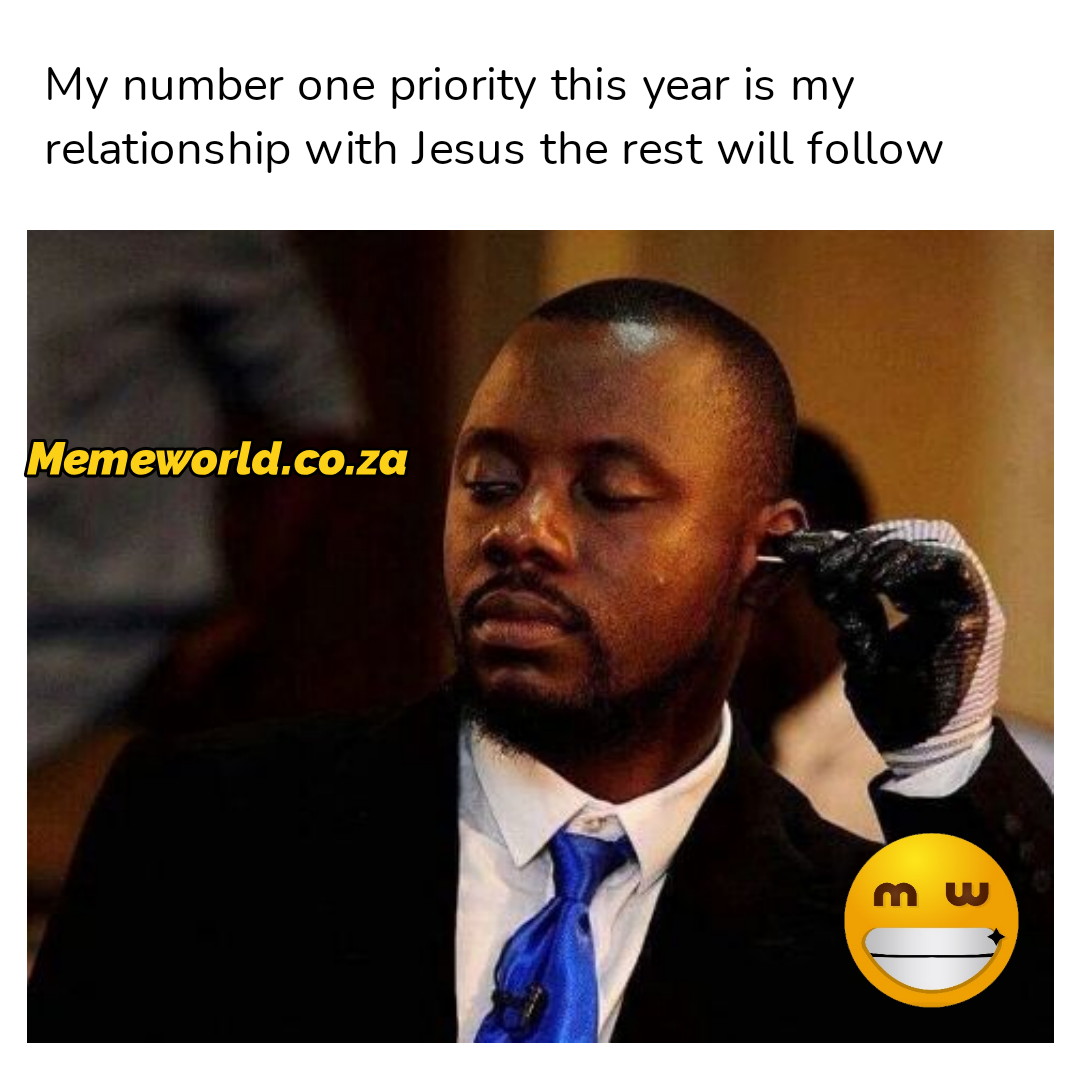 My number one priority this year is my
relationship with Jesus the rest will follow
Memeworld.co.za
m w